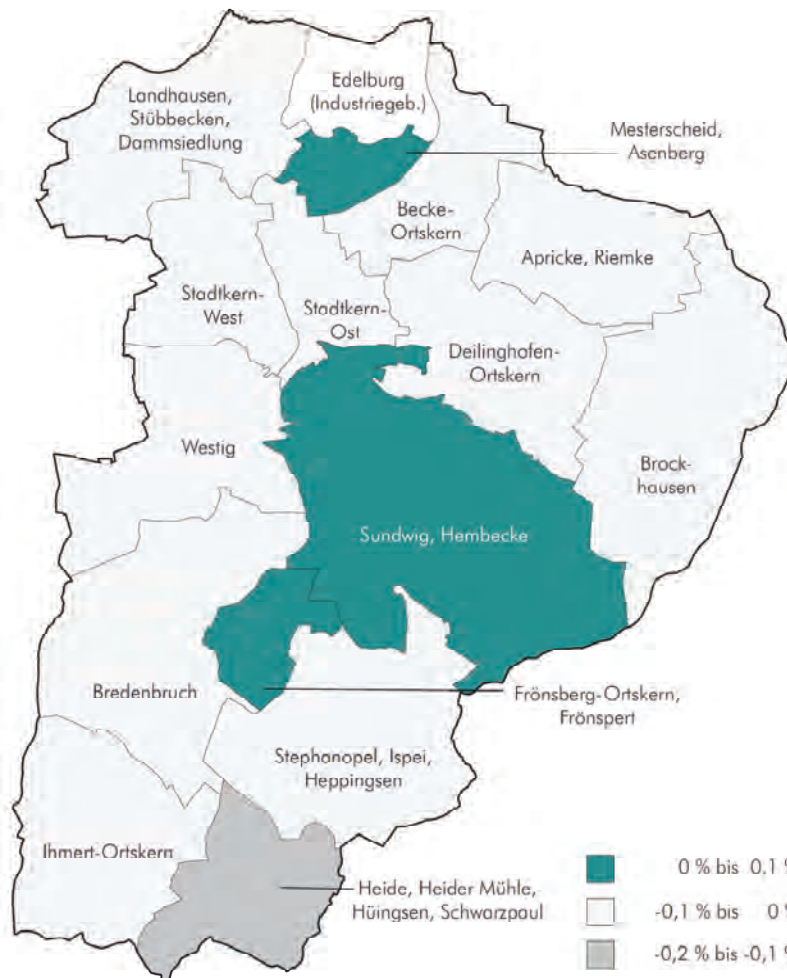 Edelburg
(Industriegeb.)
Landhausen,
Stübbecken,
Dammsiedlung
Mesterscheid,
Asenberg
Becke-
Ortskern
Apricke, Riemke
Stadtkern-
West
Stadtkern-
Ost
Deilinghofen-
Ortskern
Westig
Brock-
hausen
Sundwig, Hembecke
Bredenbruch
Frönsberg-Ortskern,
Frönspert
Stephanopel, Ispei,
Heppingsen
Ihmert-Ortskern
Heide, Heider Mühle,
Hüingsen, Schwarzpaul
0 % bis 0,1 %
-0,1 % bis 0 %
-0,2 % bis -0,1 %